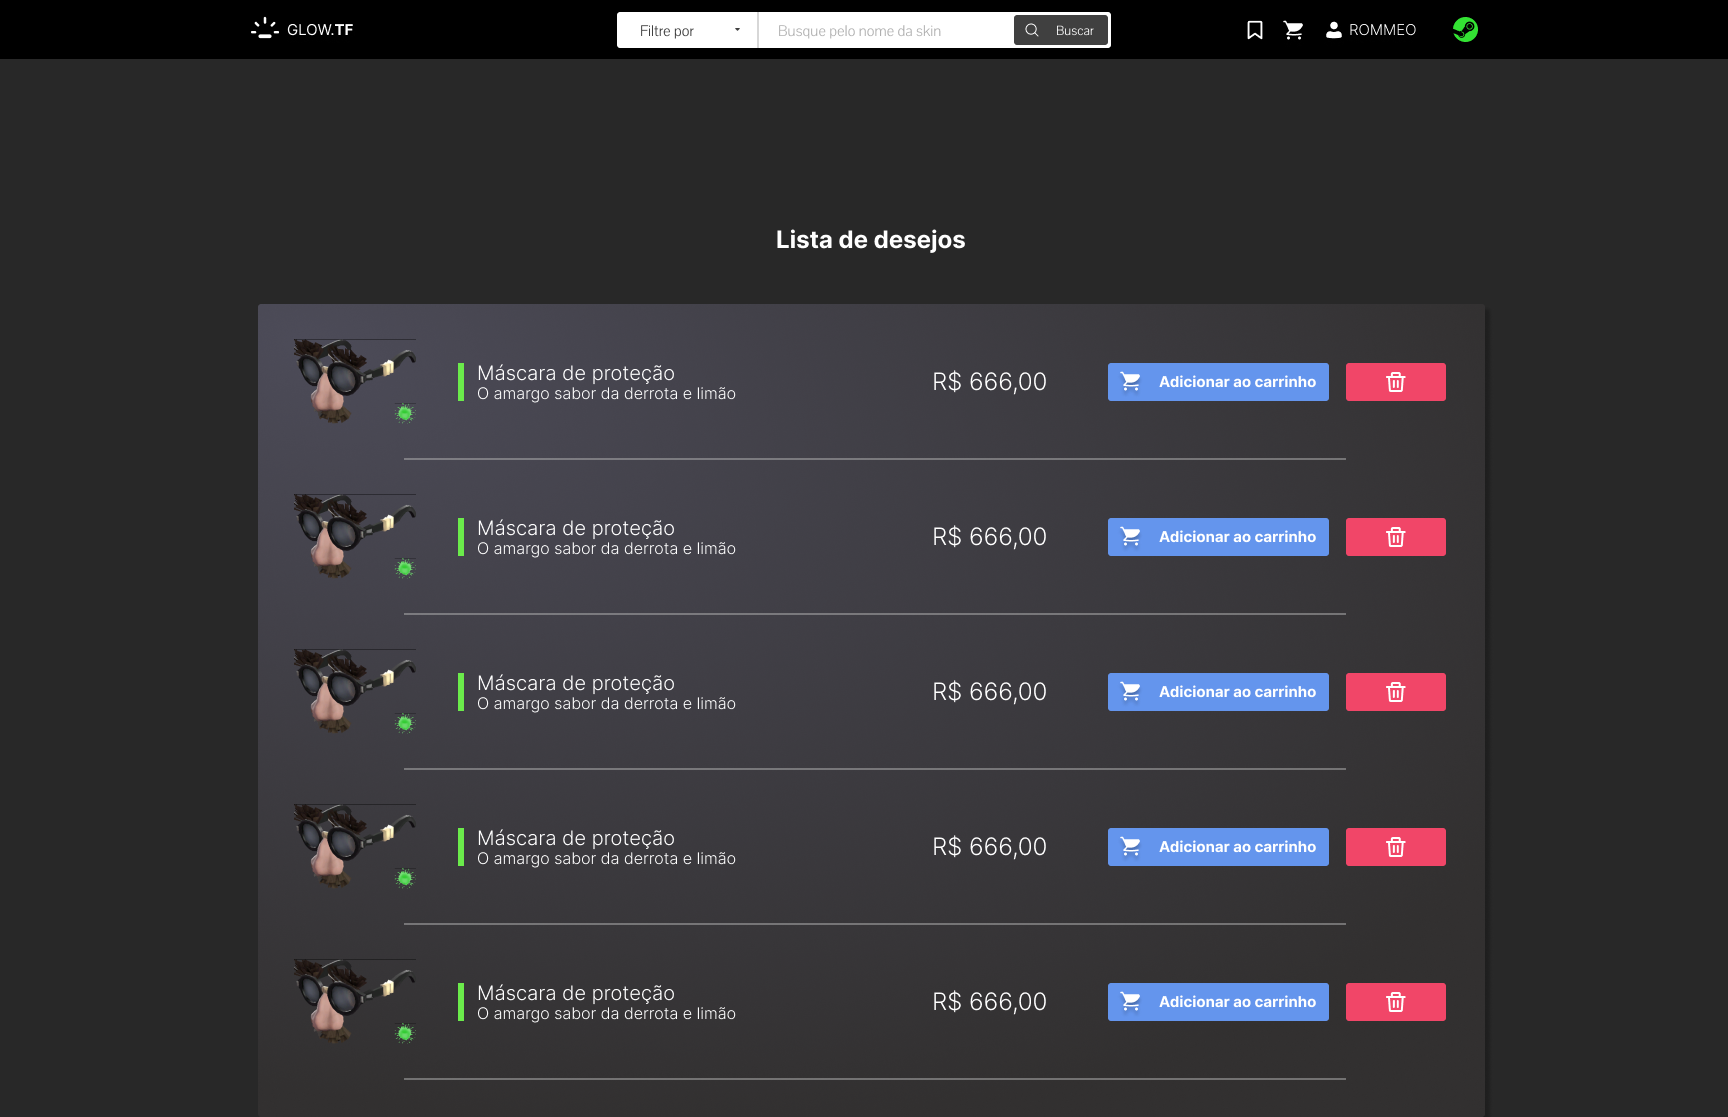 GLOW.TF
Filtre por
Busque pelo nome da skin
Buscar
ROMMEO
Lista de desejos
Máscara de proteção
O amargo sabor da derrota e limão
R$ 666,00
Adicionar ao carrinho
Máscara de proteção
O amargo sabor da derrota e limão
R$ 666,00
Adicionar ao carrinho
Máscara de proteção
O amargo sabor da derrota e limão
R$ 666,00
Adicionar ao carrinho
Máscara de proteção
O amargo sabor da derrota e limão
R$ 666,00
Adicionar ao carrinho
Máscara de proteção
O amargo sabor da derrota e limão
R$ 666,00
Adicionar ao carrinho